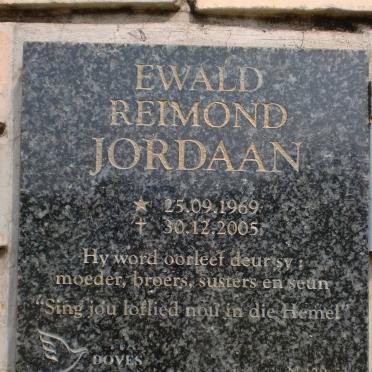 EWALD
REIMOND
JORDAAN
★ 25.09.1969
✝ 30.12.2005
Hy word oorleef deur sy :
moeder, broers, susters en seun
"Sing jou loflied nou in die Hemel"
DOVES